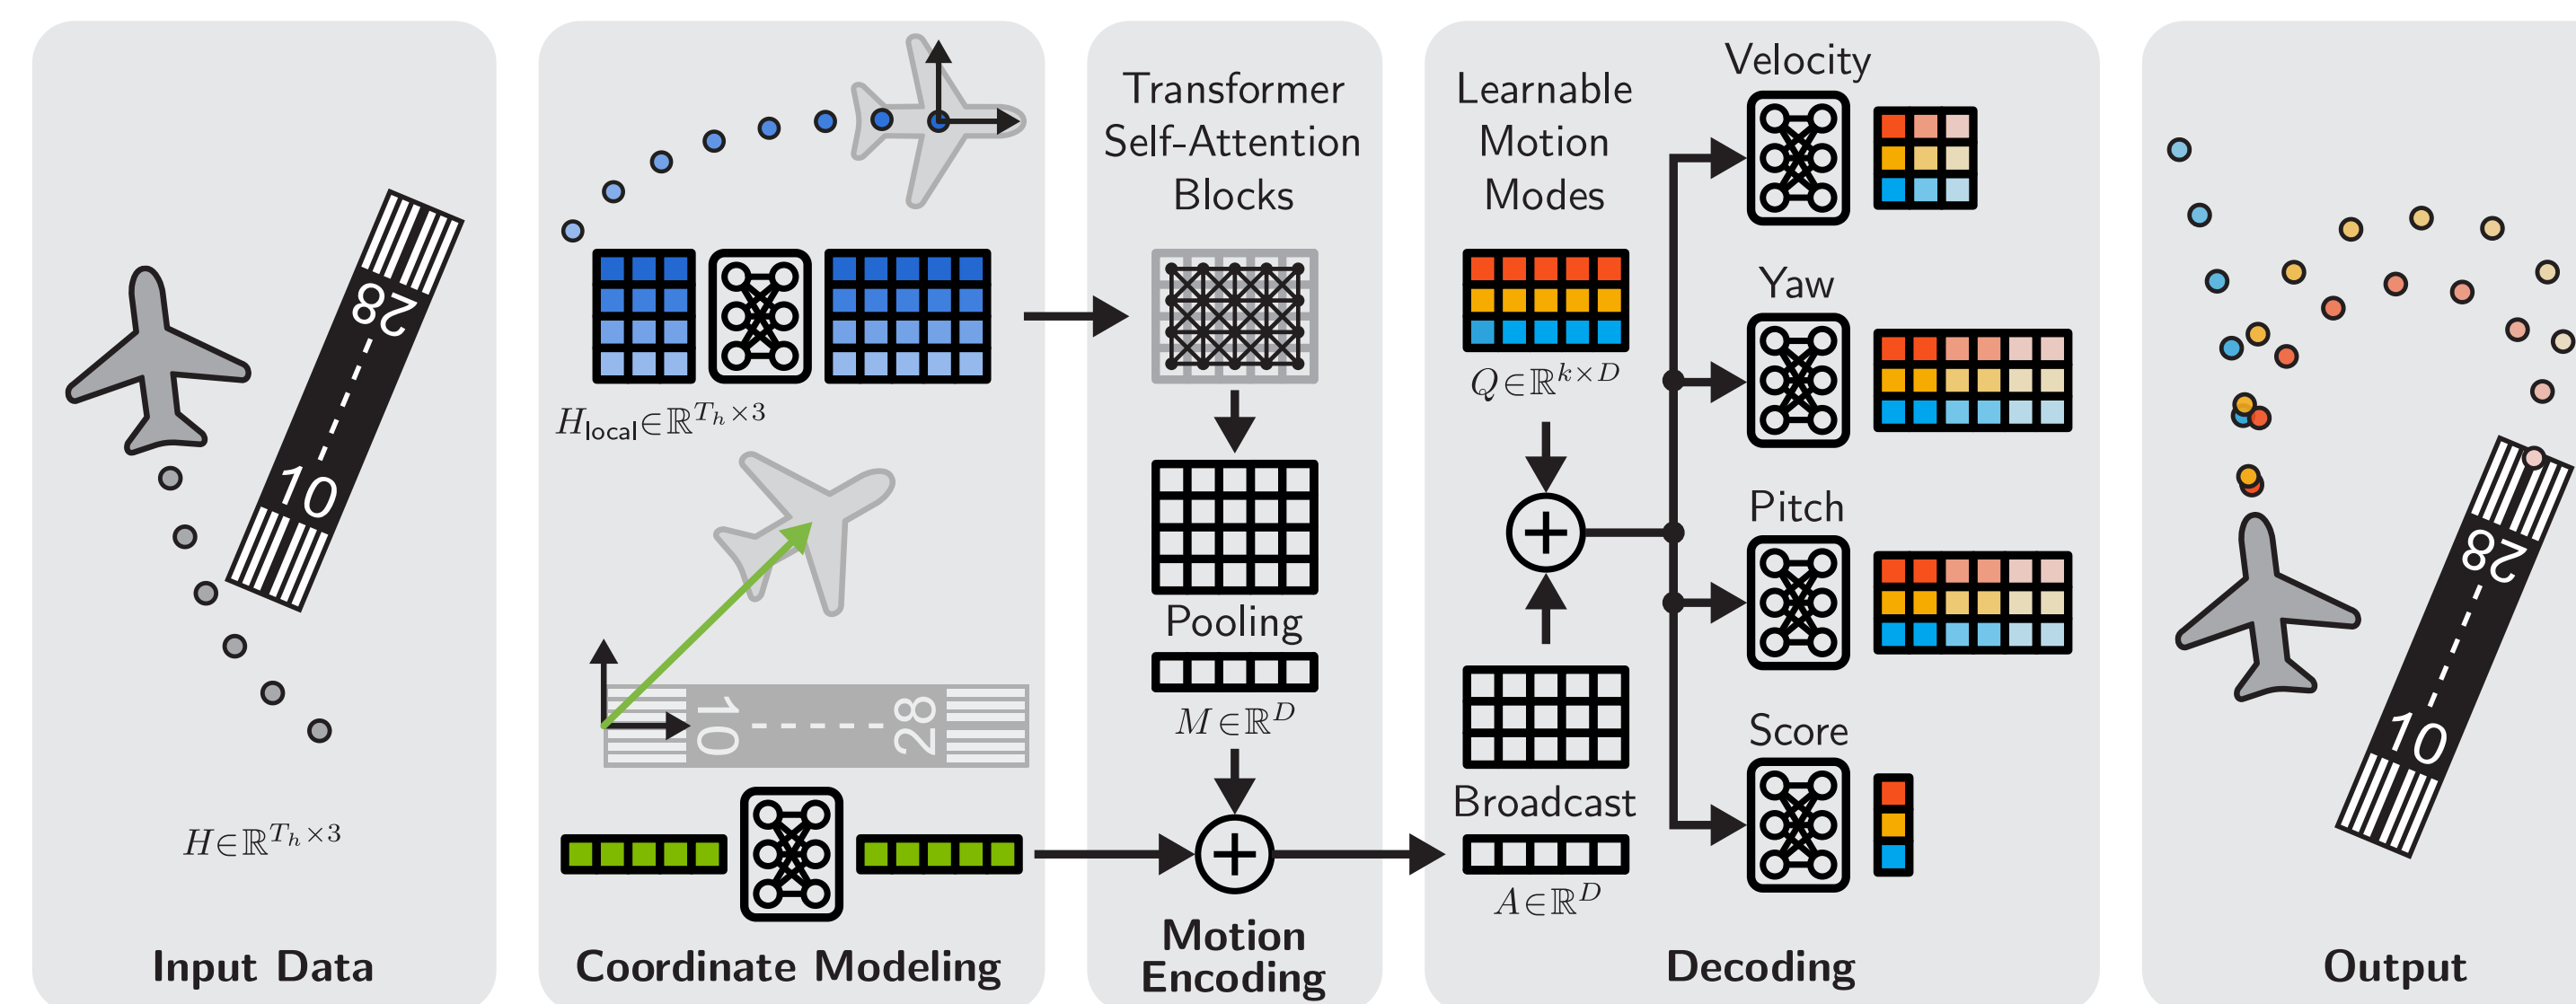 28
10
H∈ℝ^{T_h×3}
Input Data
H_local∈ℝ^{T_h×3}
10
28
Coordinate Modeling
Transformer
Self-Attention
Blocks
Pooling
M∈ℝ^D
+
Motion
Encoding
Learnable
Motion
Modes
Q∈ℝ^{k×D}
+
Broadcast
A∈ℝ^D
Velocity
Yaw
Pitch
Score
Decoding
28
10
Output